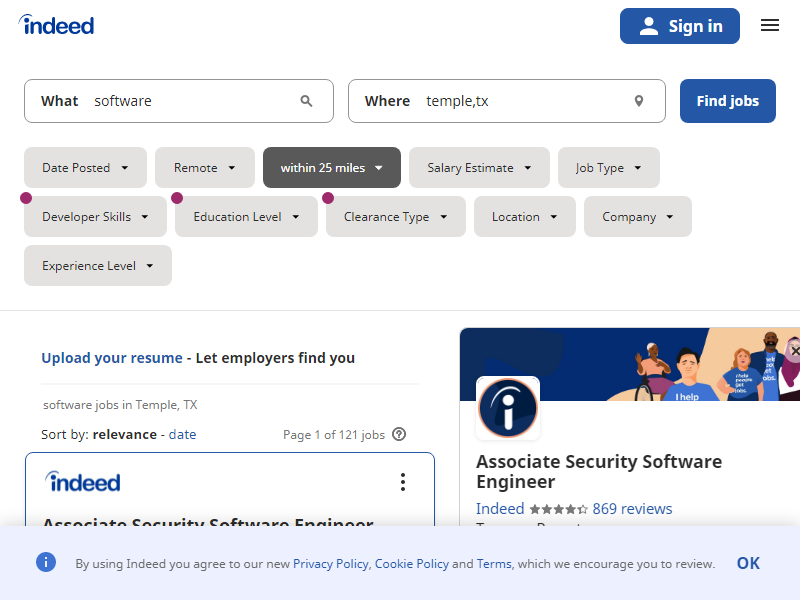 indeed
Sign in
What software
Where temple,tx
Find jobs
Date Posted
Remote
within 25 miles
Salary Estimate
Job Type
Developer Skills
Education Level
Clearance Type
Location
Company
Experience Level
Upload your resume - Let employers find you
software jobs in Temple, TX
Sort by: relevance - date
Page 1 of 121 jobs
indeed
Associate Security Software Engineer
I help
I help people get jobs.
Associate Security Software
Engineer
Indeed 869 reviews
By using Indeed you agree to our new Privacy Policy, Cookie Policy and Terms, which we encourage you to review.
OK